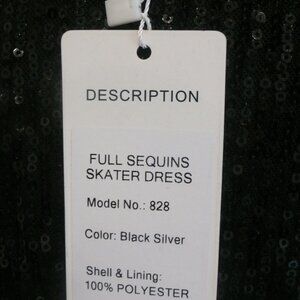 DESCRIPTION
FULL SEQUINS
SKATER DRESS
Model No.: 828
Color: Black Silver
Shell & Lining:
100% POLYESTER